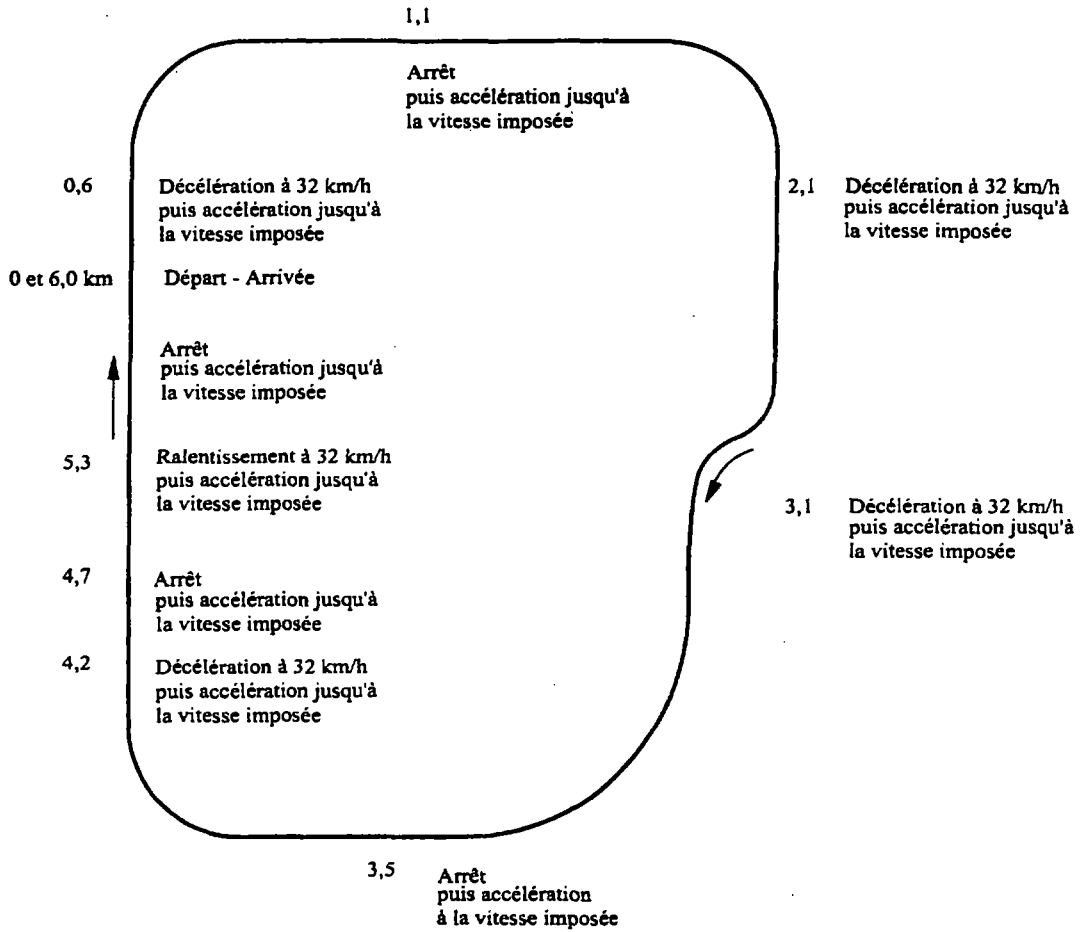 1,1
Arrêt
puis accélération jusqu'à
la vitesse imposée
0,6
Décélération à 32 km/h
puis accélération jusqu'à
la vitesse imposée
2,1
Décélération à 32 km/h
puis accélération jusqu'à
la vitesse imposée
0 et 6,0 km
Départ - Arrivée
Arrêt
puis accélération jusqu'à
la vitesse imposée
5,3
Ralentissement à 32 km/h
puis accélération jusqu'à
la vitesse imposée
3,1
Décélération à 32 km/h
puis accélération jusqu'à
la vitesse imposée
4,7
Arrêt
puis accélération jusqu'à
la vitesse imposée
4,2
Décélération à 32 km/h
puis accélération jusqu'à
la vitesse imposée
3,5
Arrêt
puis accélération
à la vitesse imposée